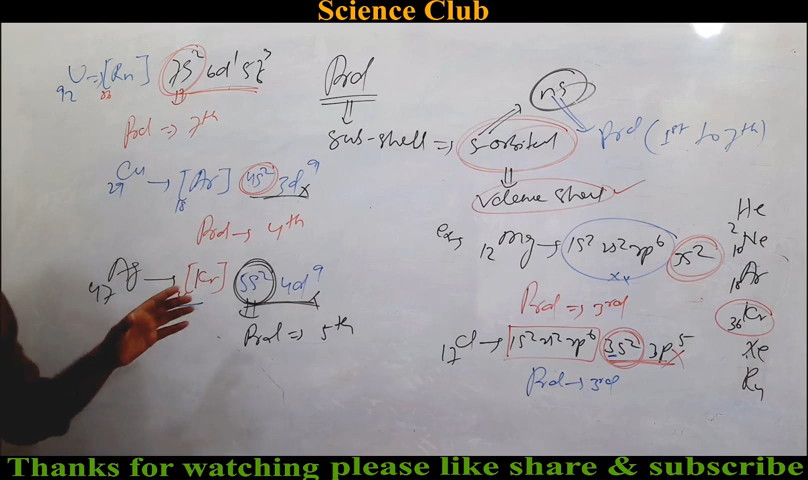 Science Club
92 U ⇒ [Rn] 7s² 6d¹ 5f³
86
Prd ⇒ 7th
29 Cu → [Ar] 4s² 3d⁹
18
Prd → 4th
47 Ag → [Kr] 5s² 4d⁹
Prd ⇒ 5th
Prd
Sub-shell ⇒ s-orbital
ns
Prd (1st to 7th)
Valence shell
12 Mg → 1s² 2s² 2p⁶ 3s²
Prd ⇒ 3rd
17 Cl → 1s² 2s² 2p⁶ 3s² 3p⁵
Prd → 3rd
2 He
10 Ne
18 Ar
36 Kr
Xe
Rn
Thanks for watching please like share & subscribe